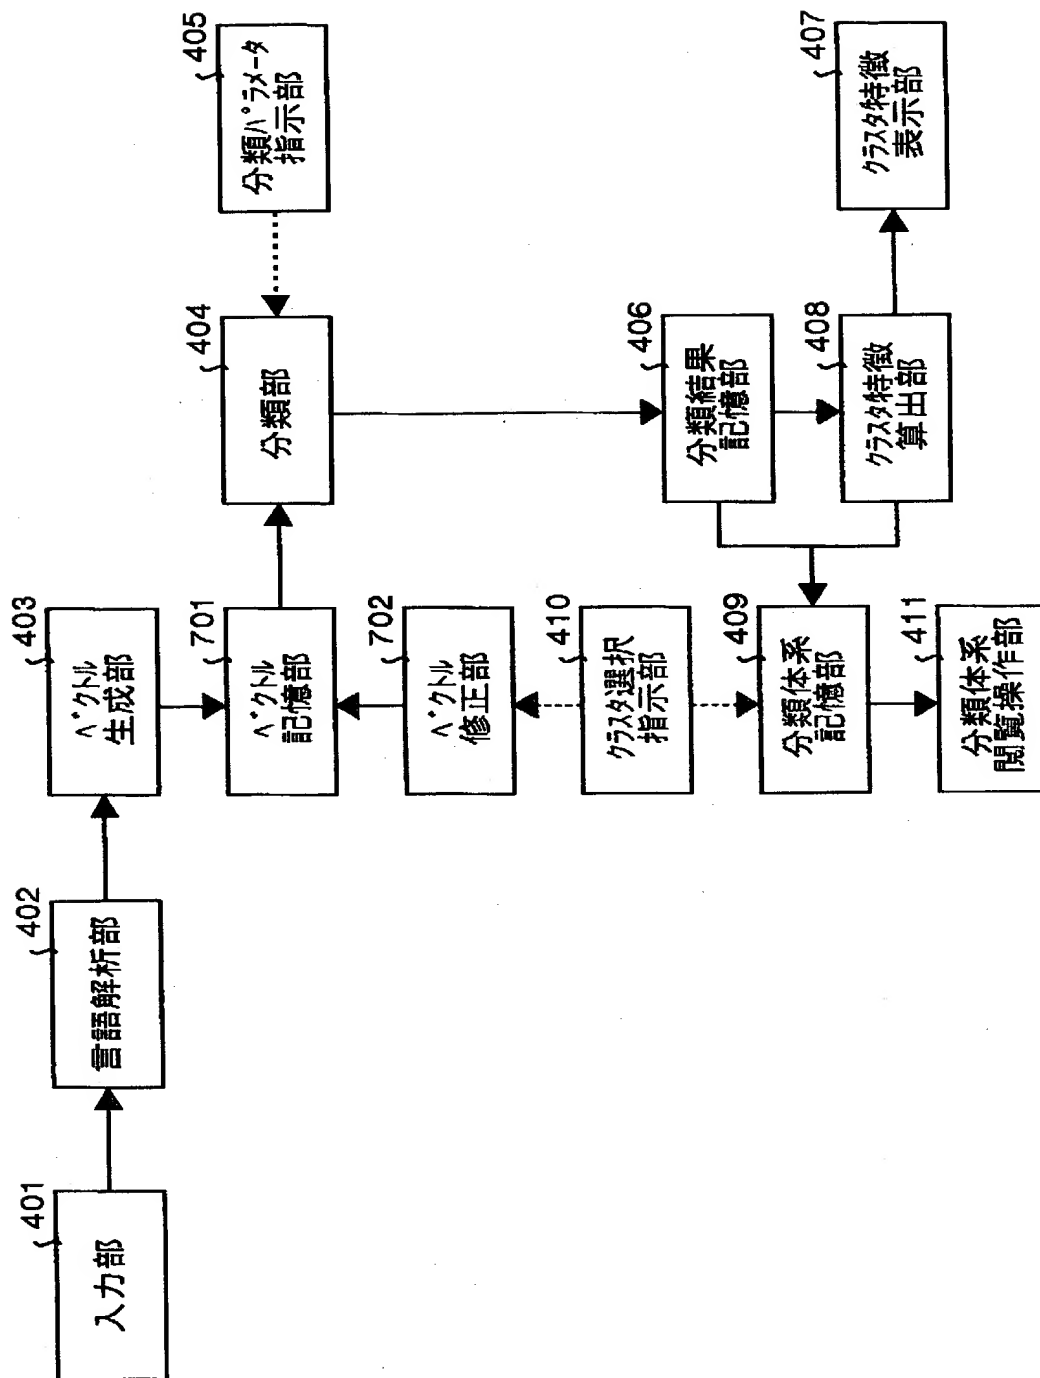 401
入力部
402
言語解析部
403
ベクトル
生成部
701
ベクトル
記憶部
702
ベクトル
修正部
410
クラスタ選択
指示部
409
分類体系
記憶部
411
分類体系
閲覧操作部
404
分類部
406
分類結果
記憶部
408
クラスタ特徴
算出部
405
分類パラメータ
指示部
407
クラスタ特徴
表示部